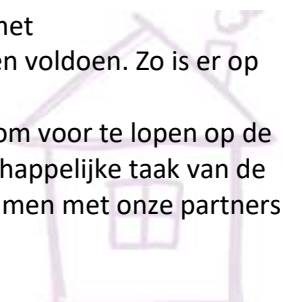 met
en voldoen. Zo is er op
om voor te lopen op de
happelijke taak van de
men met onze partners